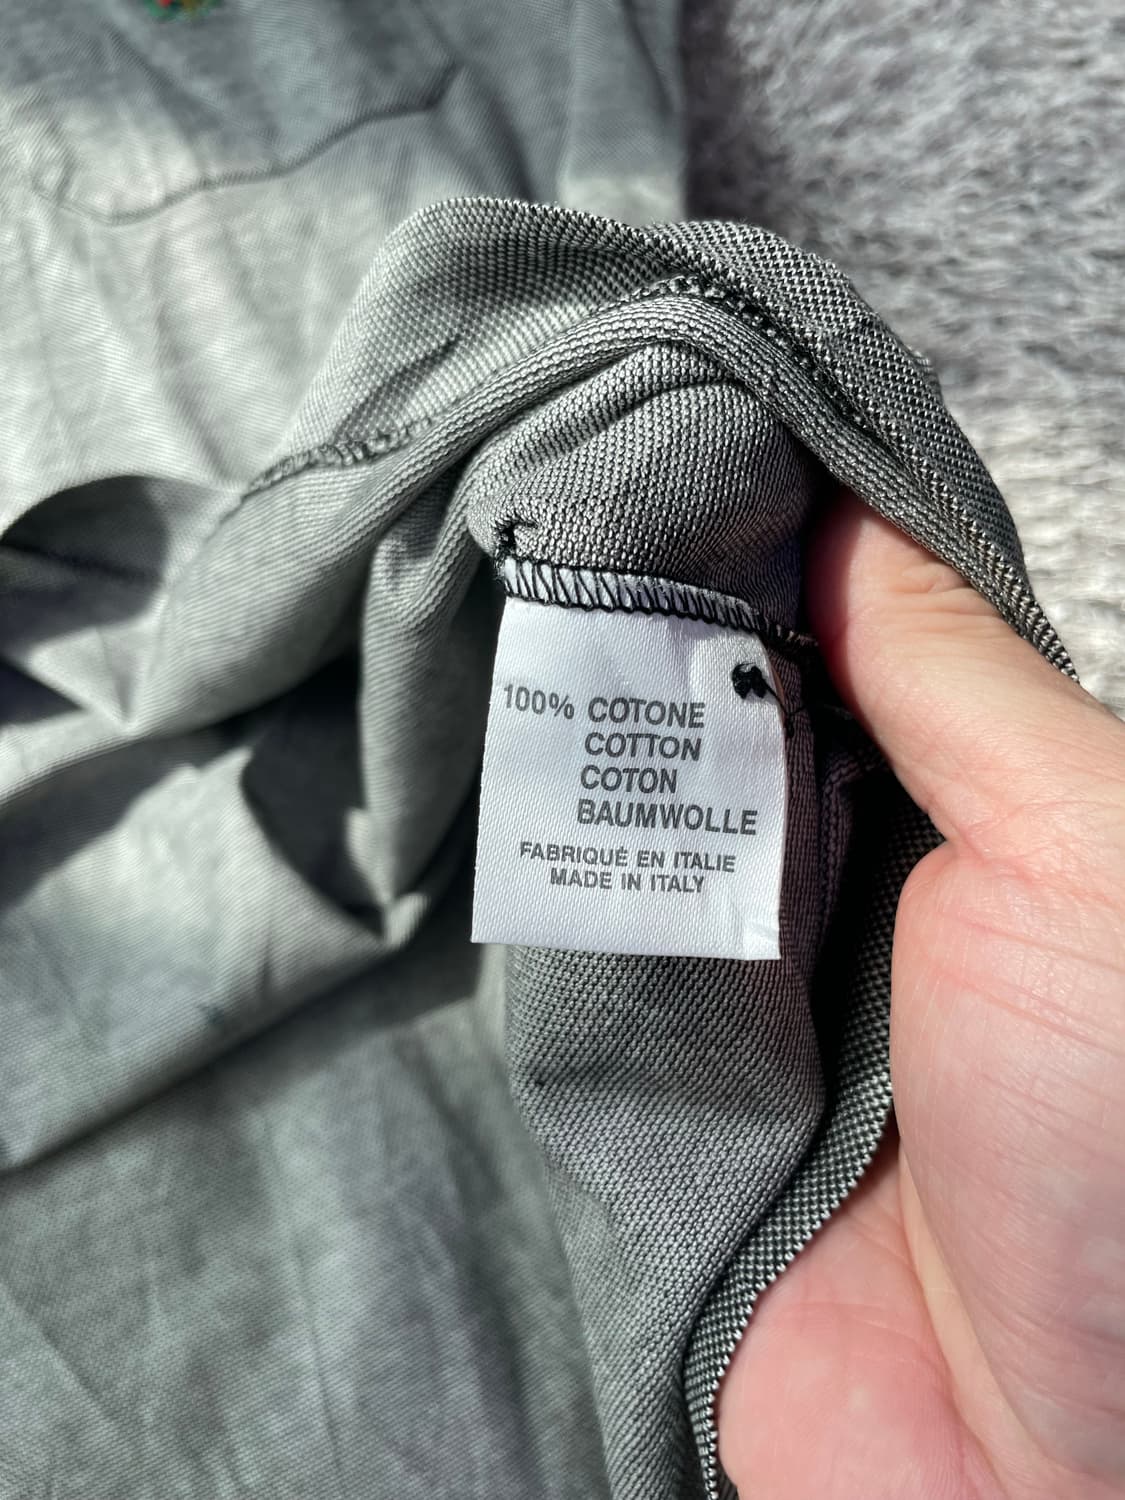 100% COTONE
COTTON
COTON
BAUMWOLLE
FABRIQUÉ EN ITALIE
MADE IN ITALY